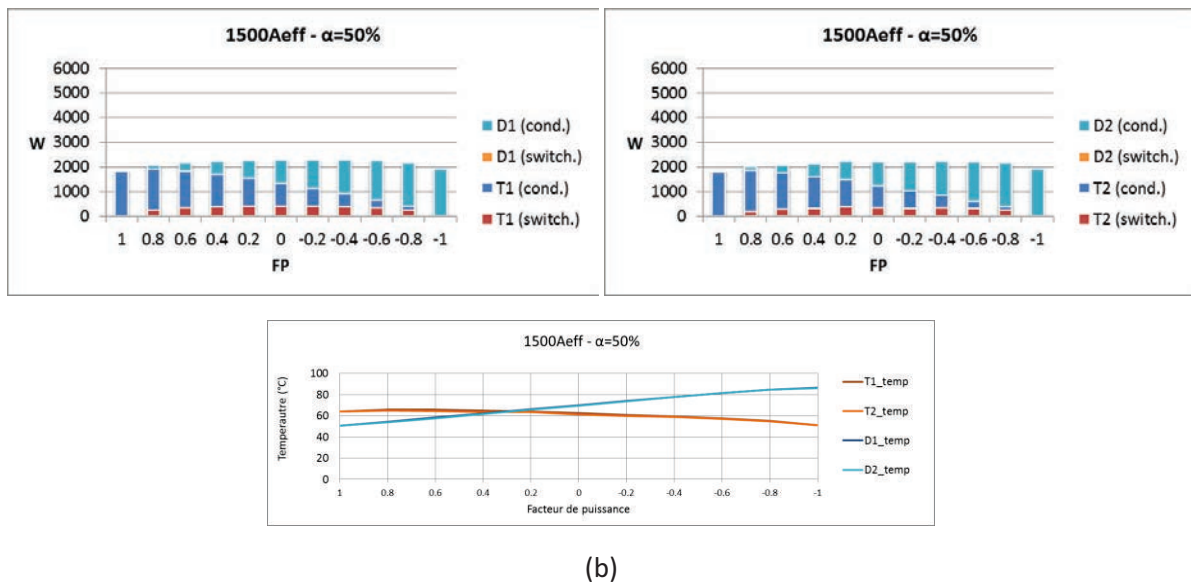 1500Aeff - α=50%
6000
5000
4000
3000
2000
1000
0
W
1 0.8 0.6 0.4 0.2 0 -0.2 -0.4 -0.6 -0.8 -1
FP
D1 (cond.)
D1 (switch.)
T1 (cond.)
T1 (switch.)
1500Aeff - α=50%
6000
5000
4000
3000
2000
1000
0
W
1 0.8 0.6 0.4 0.2 0 -0.2 -0.4 -0.6 -0.8 -1
FP
D2 (cond.)
D2 (switch.)
T2 (cond.)
T2 (switch.)
1500Aeff - α=50%
Temperautre (°C)
100
80
60
40
20
0
1 0.8 0.6 0.4 0.2 0 -0.2 -0.4 -0.6 -0.8 -1
Facteur de puissance
T1_temp
T2_temp
D1_temp
D2_temp
(b)